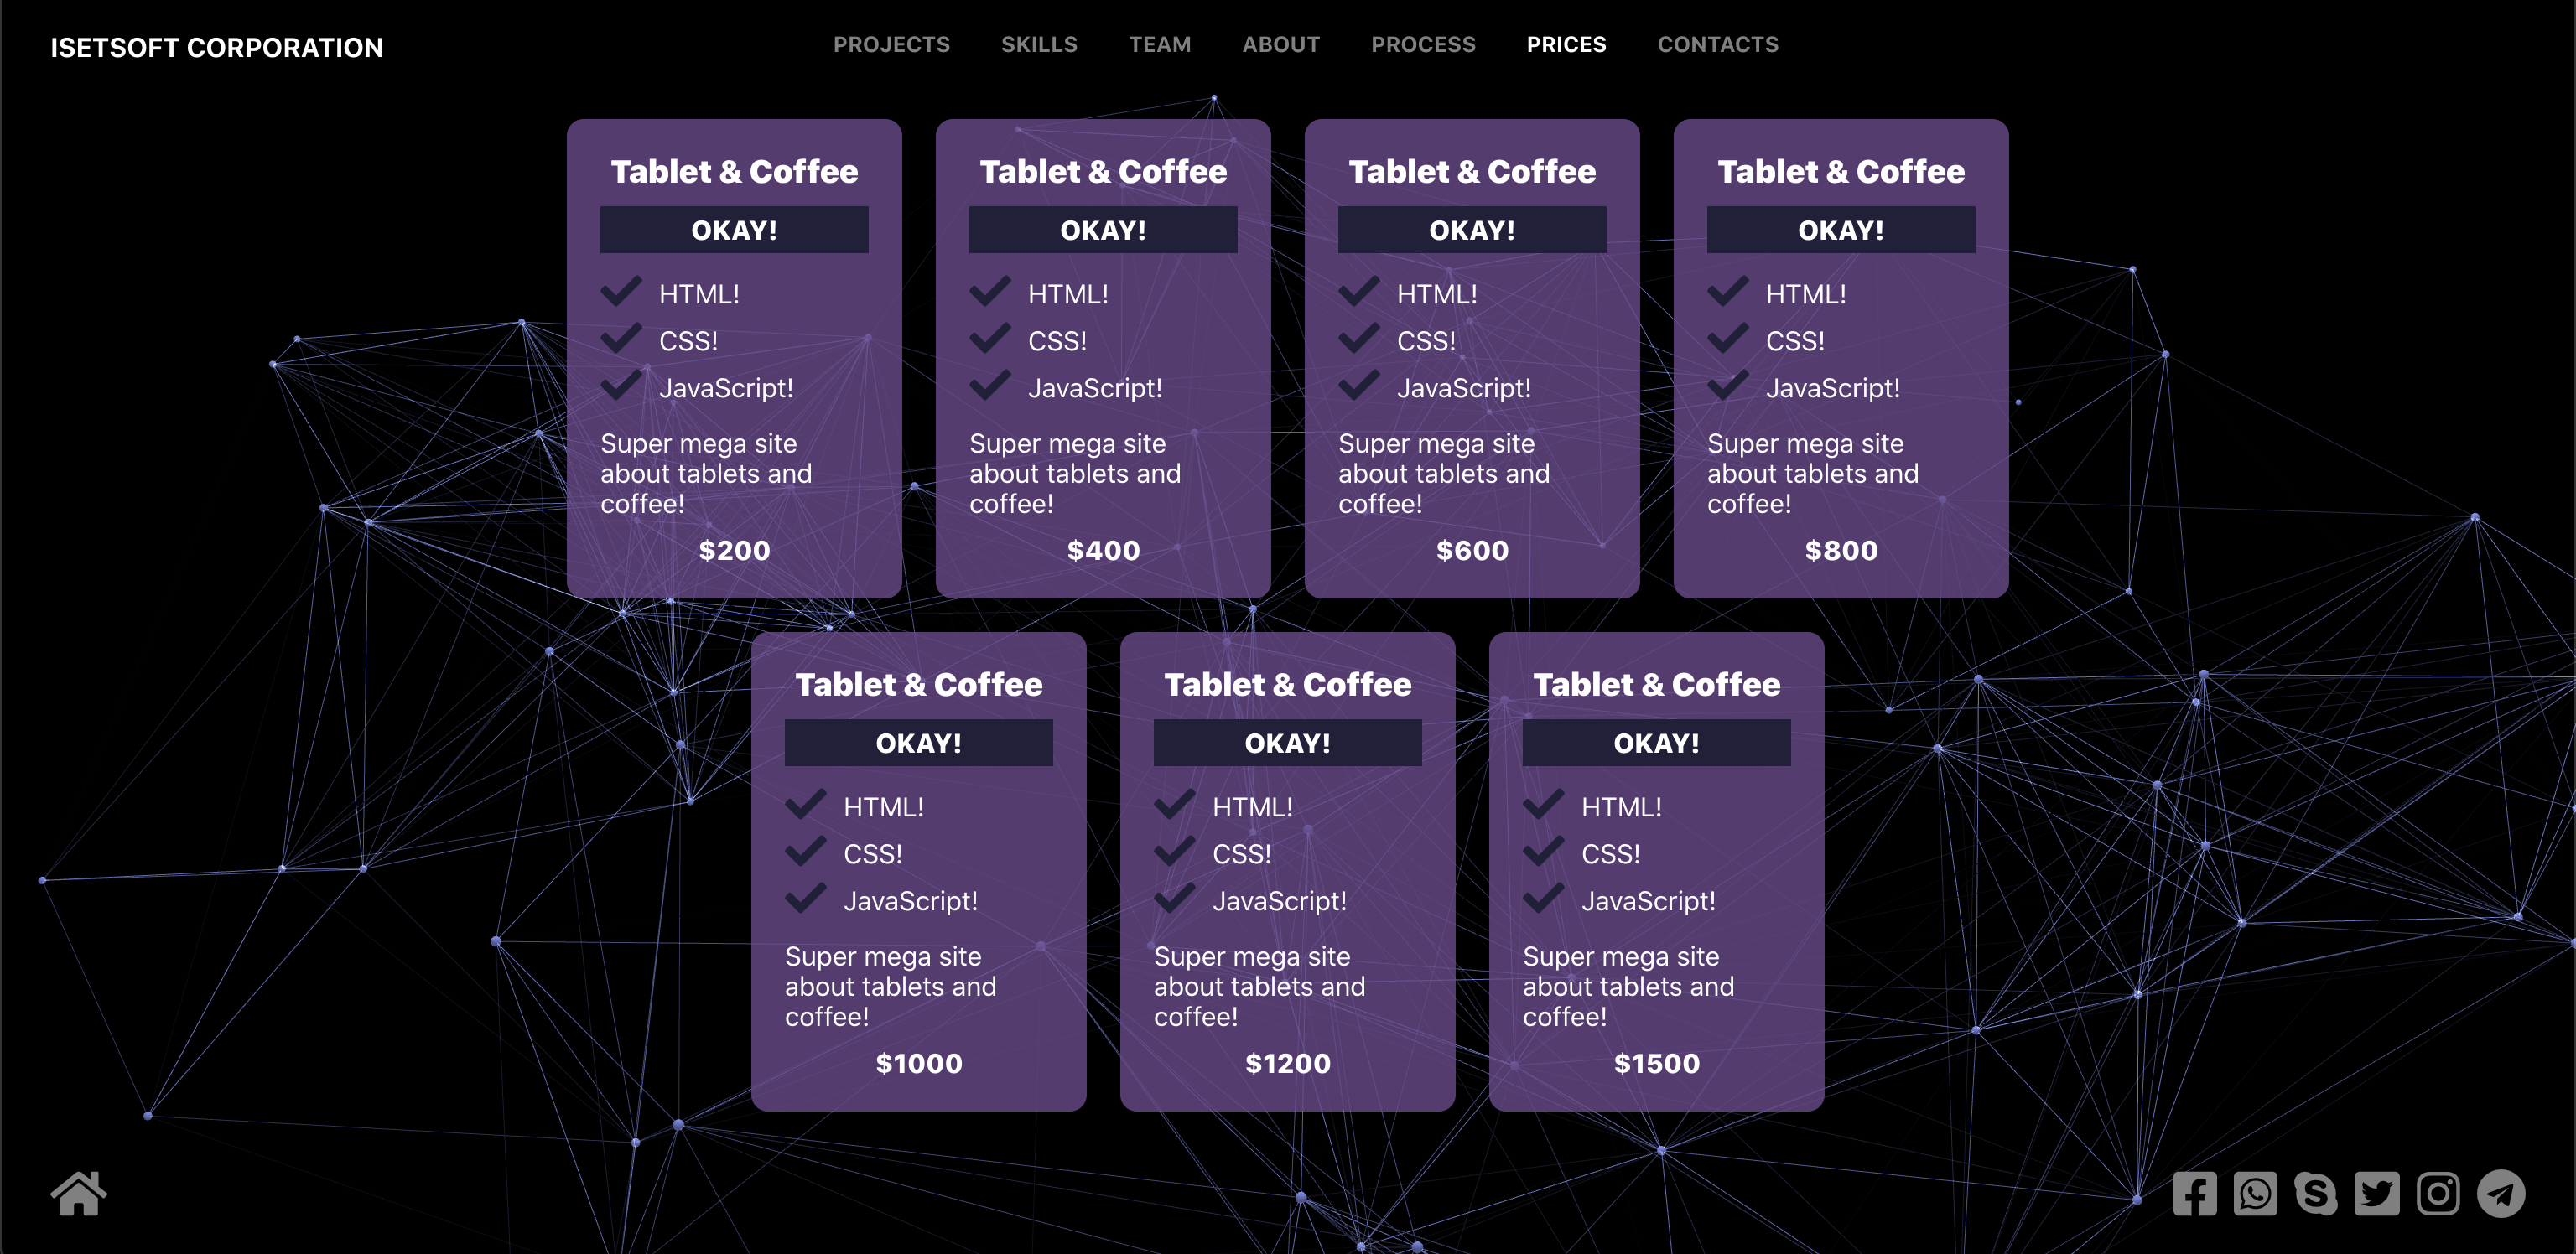 ISETSOFT CORPORATION
PROJECTS SKILLS TEAM ABOUT PROCESS PRICES CONTACTS
Tablet & Coffee
OKAY!
HTML!
CSS!
JavaScript!
Super mega site
about tablets and
coffee!
$200
Tablet & Coffee
OKAY!
HTML!
CSS!
JavaScript!
Super mega site
about tablets and
coffee!
$400
Tablet & Coffee
OKAY!
HTML!
CSS!
JavaScript!
Super mega site
about tablets and
coffee!
$600
Tablet & Coffee
OKAY!
HTML!
CSS!
JavaScript!
Super mega site
about tablets and
coffee!
$800
Tablet & Coffee
OKAY!
HTML!
CSS!
JavaScript!
Super mega site
about tablets and
coffee!
$1000
Tablet & Coffee
OKAY!
HTML!
CSS!
JavaScript!
Super mega site
about tablets and
coffee!
$1200
Tablet & Coffee
OKAY!
HTML!
CSS!
JavaScript!
Super mega site
about tablets and
coffee!
$1500